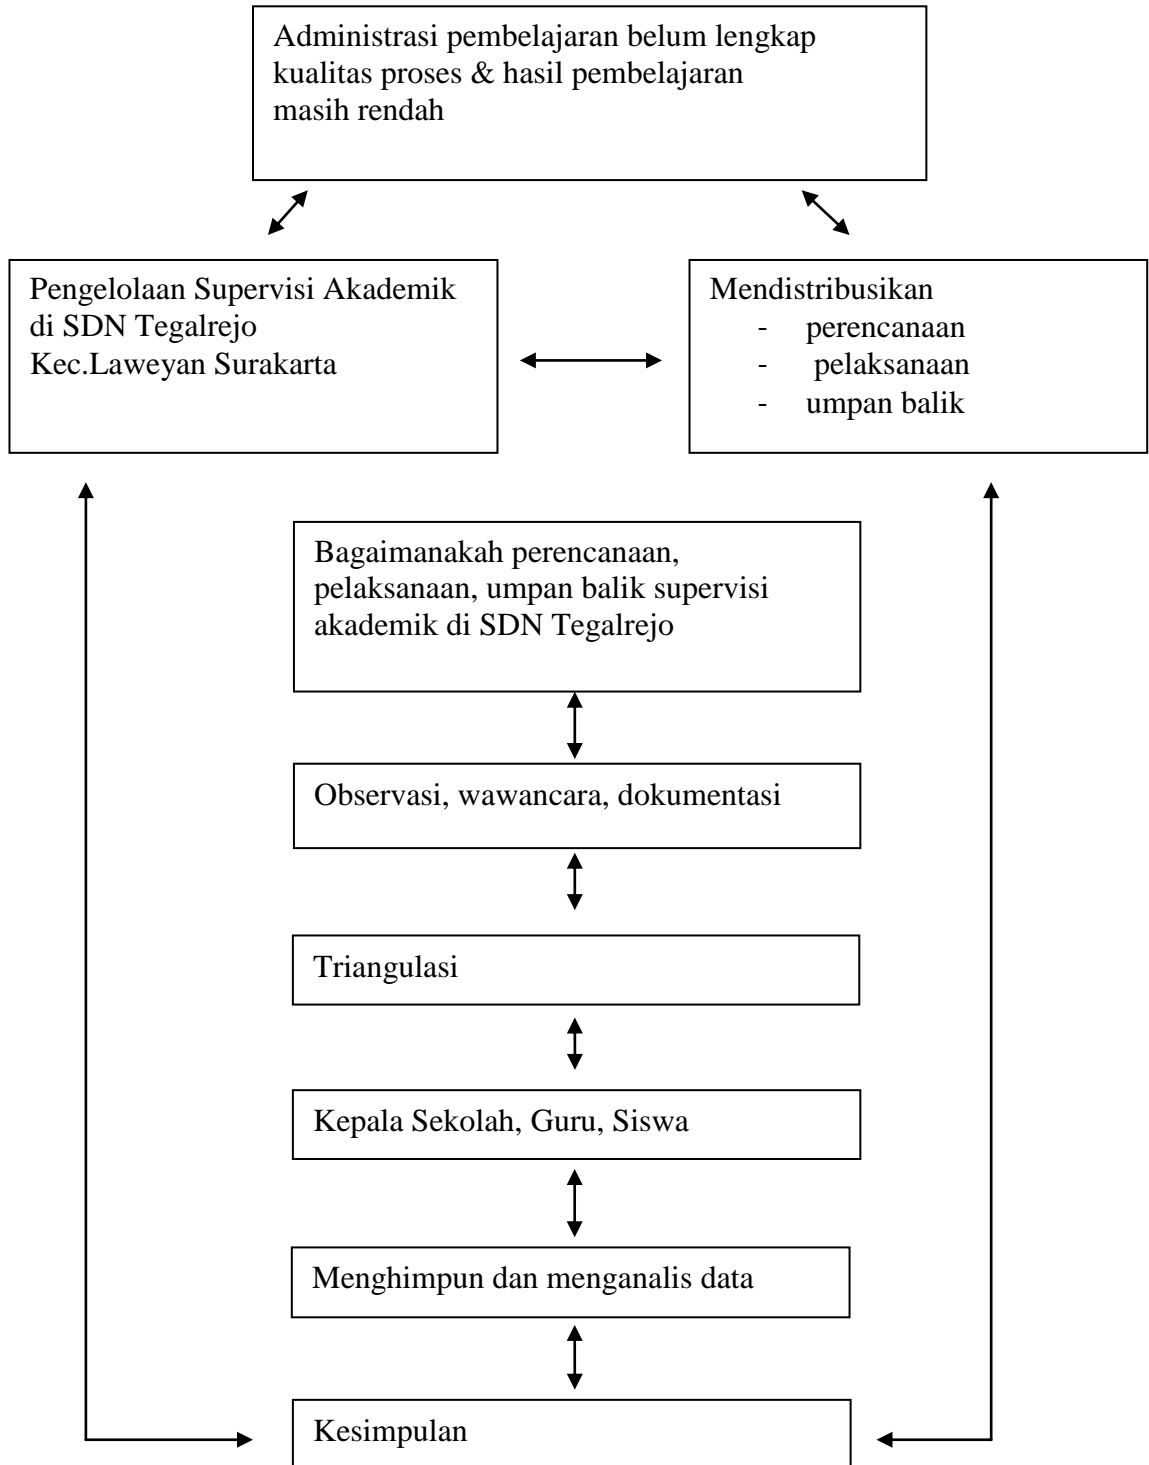 Administrasi pembelajaran belum lengkap
kualitas proses & hasil pembelajaran
masih rendah
Pengelolaan Supervisi Akademik
di SDN Tegalrejo
Kec.Laweyan Surakarta
Mendistribusikan
- perencanaan
- pelaksanaan
- umpan balik
Bagaimanakah perencanaan,
pelaksanaan, umpan balik supervisi
akademik di SDN Tegalrejo
Observasi, wawancara, dokumentasi
Triangulasi
Kepala Sekolah, Guru, Siswa
Menghimpun dan menganalis data
Kesimpulan